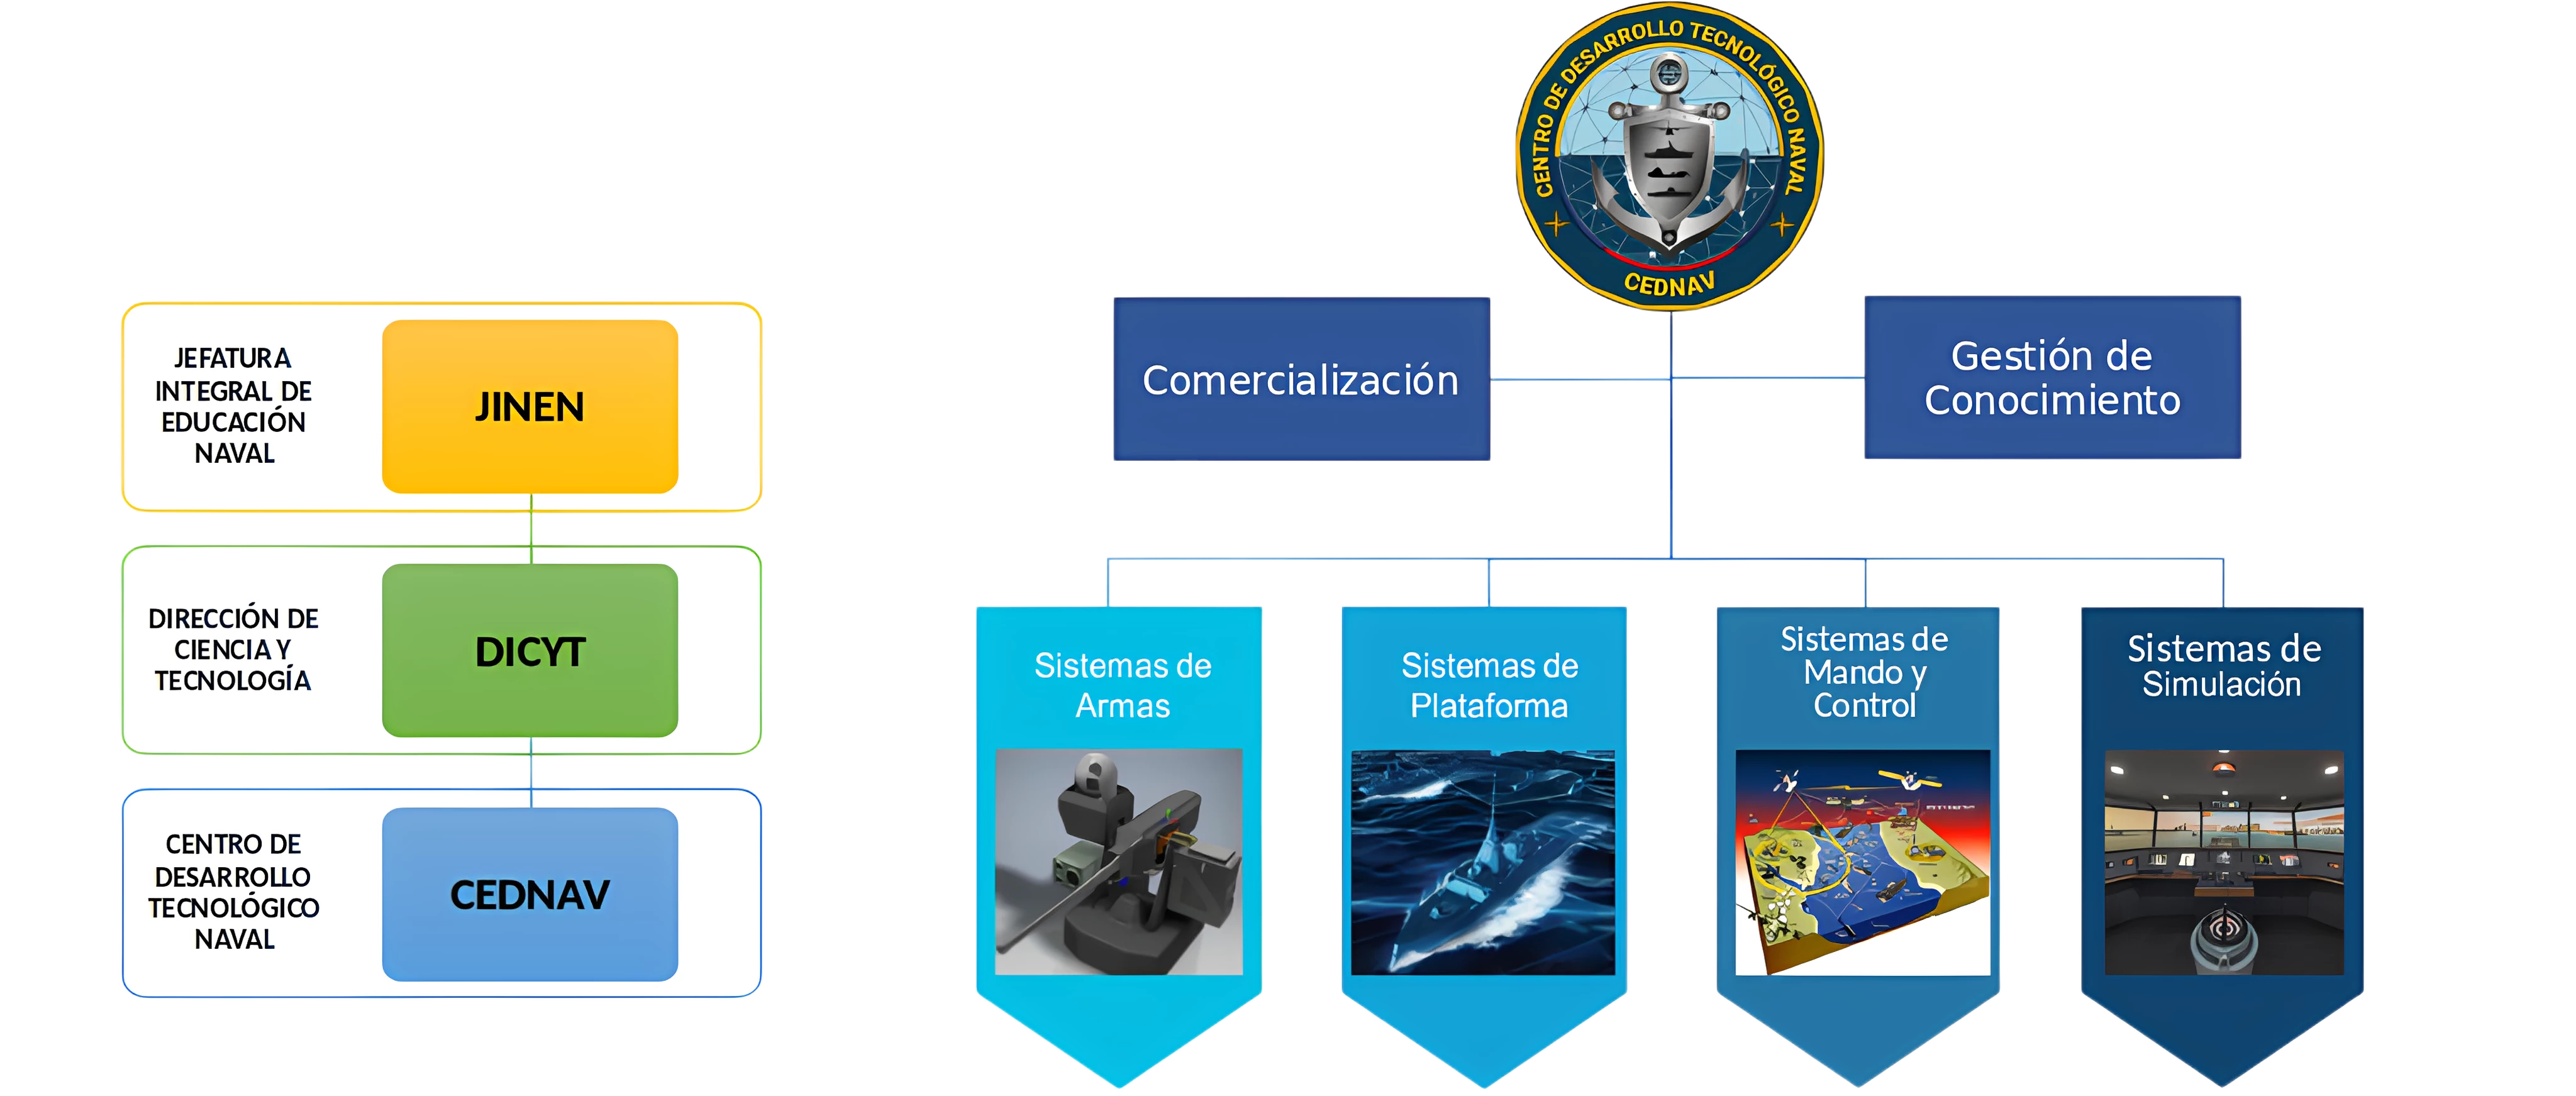 JEFATURA
INTEGRAL DE
EDUCACIÓN
NAVAL
JINEN
DIRECCIÓN DE
CIENCIA Y
TECNOLOGÍA
DICYT
CENTRO DE
DESARROLLO
TECNOLÓGICO
NAVAL
CEDNAV
CENTRO DE DESARROLLO TECNOLÓGICO NAVAL
CEDNAV
Comercialización
Gestión de
Conocimiento
Sistemas de
Armas
Sistemas de
Plataforma
Sistemas de
Mando y
Control
Sistemas de
Simulación